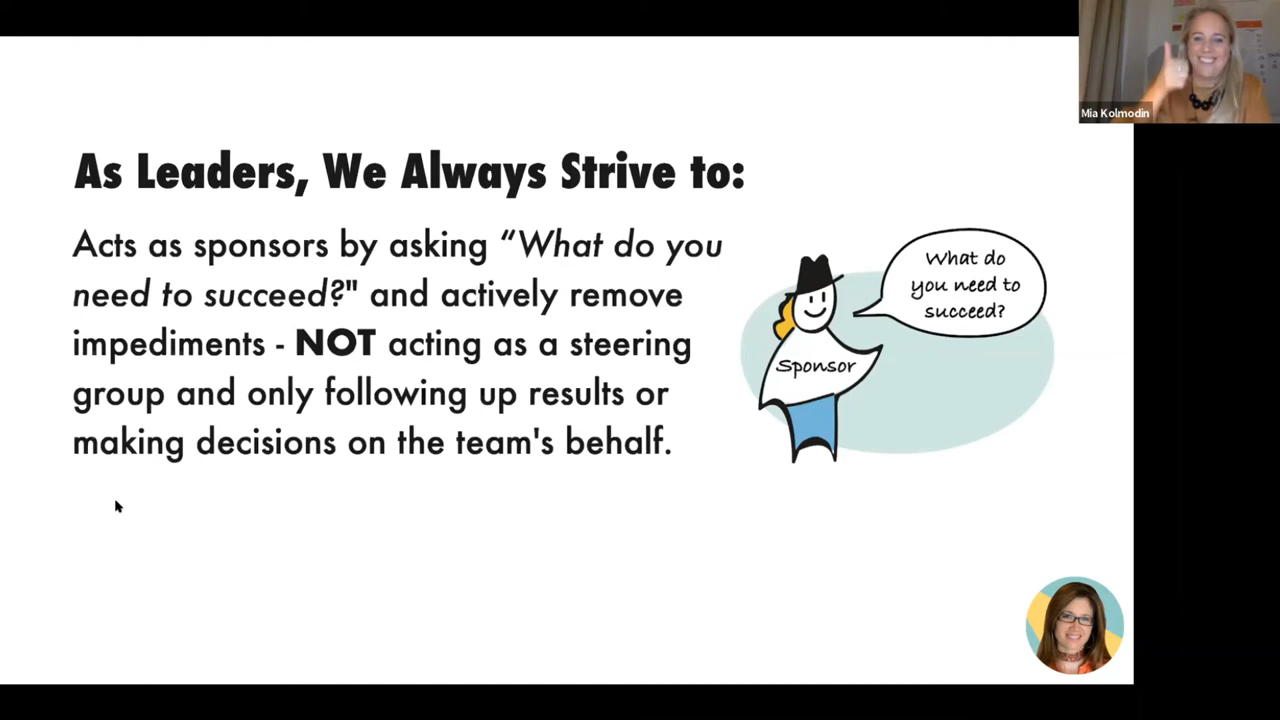 Mia Kolmodin
As Leaders, We Always Strive to:
Acts as sponsors by asking “What do you
need to succeed?" and actively remove
impediments - NOT acting as a steering
group and only following up results or
making decisions on the team's behalf.
What do
you need to
succeed?
Sponsor